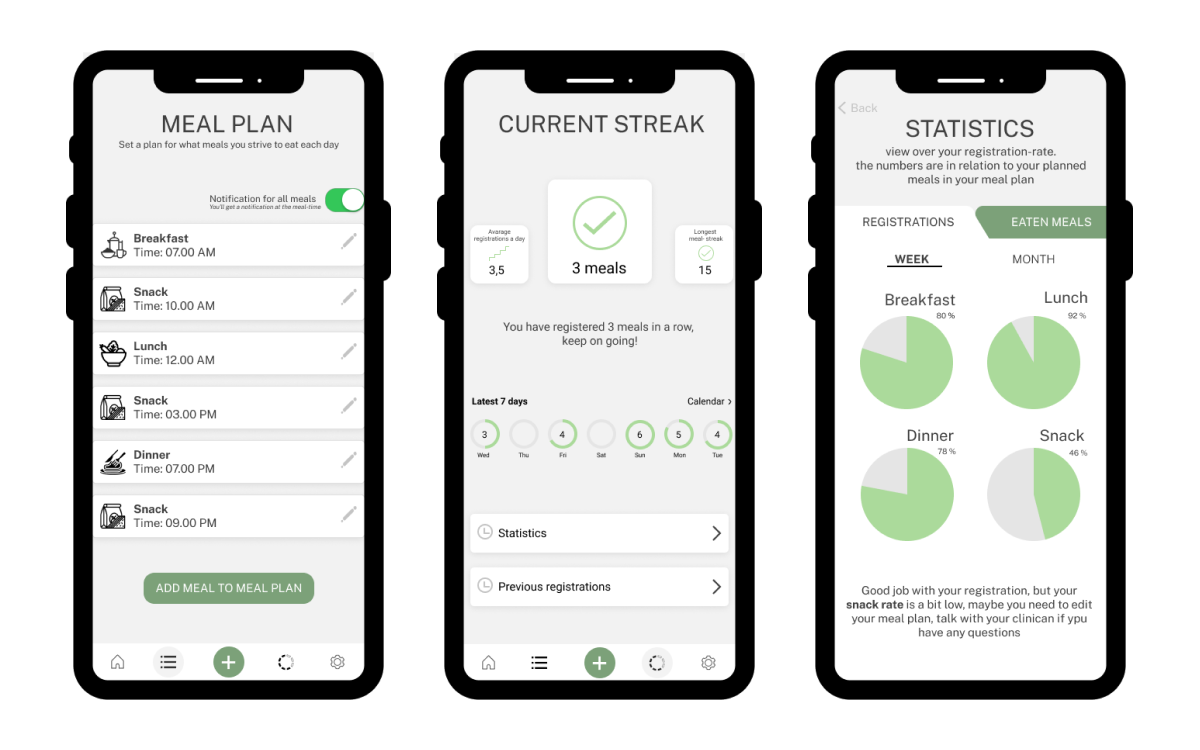 MEAL PLAN
Set a plan for what meals you strive to eat each day
Notification for all meals
You'll get a notification at the meal-time
Breakfast
Time: 07.00 AM
Snack
Time: 10.00 AM
Lunch
Time: 12.00 AM
Snack
Time: 03.00 PM
Dinner
Time: 07.00 PM
Snack
Time: 09.00 PM
ADD MEAL TO MEAL PLAN
CURRENT STREAK
Avarage
registrations a day
3,5
3 meals
Longest
meal- streak
15
You have registered 3 meals in a row,
keep on going!
Latest 7 days
Calendar
3
4
6
5
4
Wed
Thu
Fri
Sat
Sun
Mon
Tue
Statistics
Previous registrations
Back
STATISTICS
view over your registration-rate.
the numbers are in relation to your planned
meals in your meal plan
REGISTRATIONS
EATEN MEALS
WEEK
MONTH
Breakfast
80 %
Lunch
92 %
Dinner
78 %
Snack
46 %
Good job with your registration, but your
snack rate is a bit low, maybe you need to edit
your meal plan, talk with your clinican if ypu
have any questions